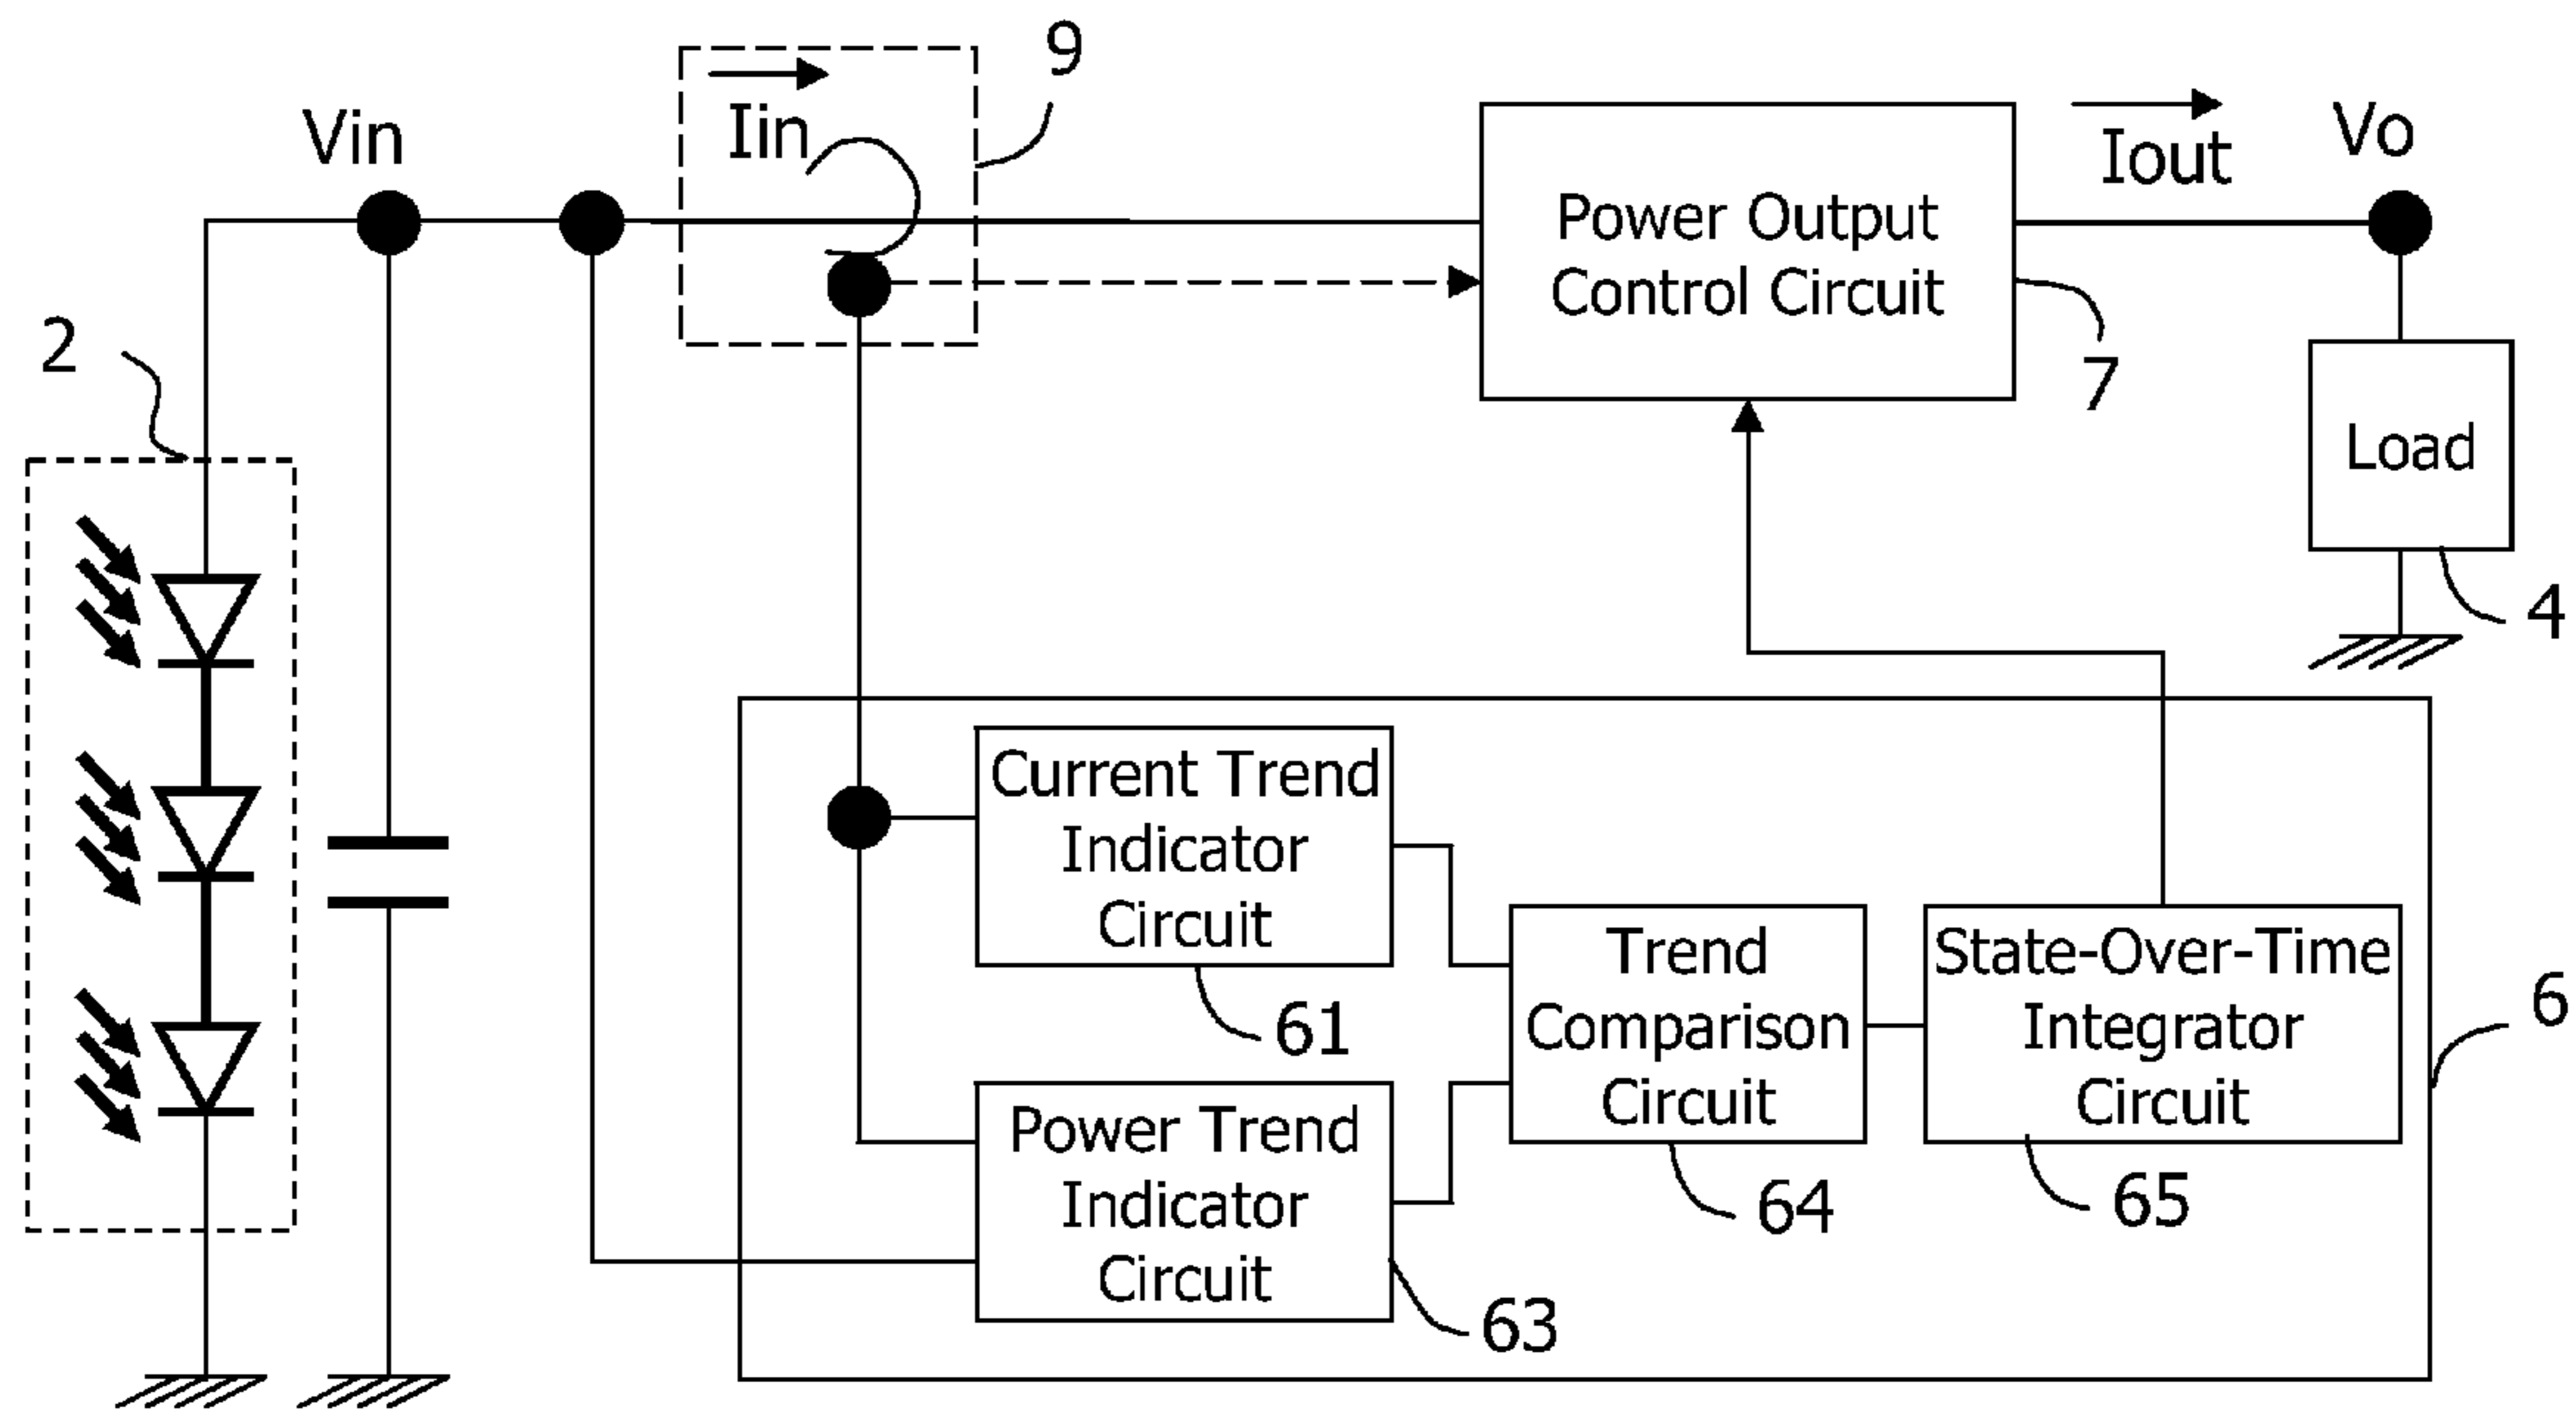 9
Vin
Iin
Iout
Vo
Power Output
Control Circuit
2
7
Load
4
Current Trend
Indicator
Circuit
61
Trend
Comparison
Circuit
64
State-Over-Time
Integrator
Circuit
65
6
Power Trend
Indicator
Circuit
63